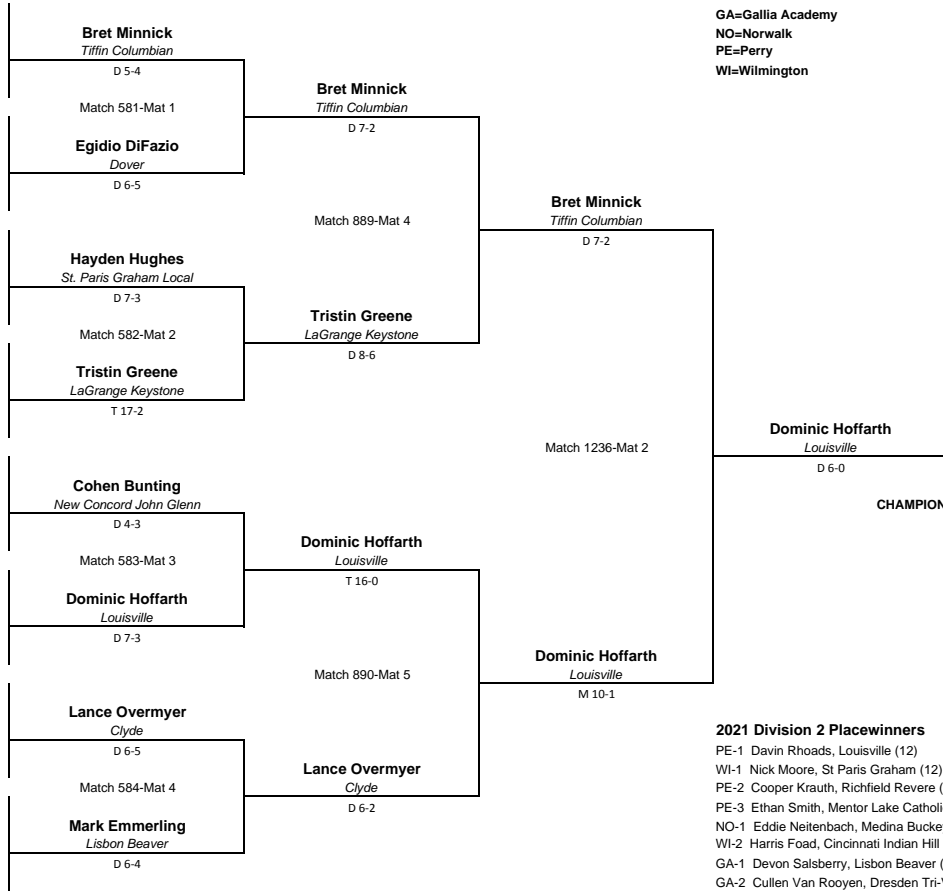 GA=Gallia Academy
NO=Norwalk
PE=Perry
WI=Wilmington
Bret Minnick
Tiffin Columbian
D 5-4
Match 581-Mat 1
Egidio DiFazio
Dover
D 6-5
Hayden Hughes
St. Paris Graham Local
D 7-3
Match 582-Mat 2
Tristin Greene
LaGrange Keystone
T 17-2
Cohen Bunting
New Concord John Glenn
D 4-3
Match 583-Mat 3
Dominic Hoffarth
Louisville
D 7-3
Lance Overmyer
Clyde
D 6-5
Match 584-Mat 4
Mark Emmerling
Lisbon Beaver
D 6-4
Bret Minnick
Tiffin Columbian
D 7-2
Match 889-Mat 4
Tristin Greene
LaGrange Keystone
D 8-6
Dominic Hoffarth
Louisville
T 16-0
Match 890-Mat 5
Lance Overmyer
Clyde
D 6-2
Bret Minnick
Tiffin Columbian
D 7-2
Match 1236-Mat 2
Dominic Hoffarth
Louisville
M 10-1
Dominic Hoffarth
Louisville
D 6-0
CHAMPION
2021 Division 2 Placewinners
PE-1 Davin Rhoads, Louisville (12)
WI-1 Nick Moore, St Paris Graham (12)
PE-2 Cooper Krauth, Richfield Revere (
PE-3 Ethan Smith, Mentor Lake Catholi
NO-1 Eddie Neitenbach, Medina Bucke
WI-2 Harris Foad, Cincinnati Indian Hill
GA-1 Devon Salsberry, Lisbon Beaver (
GA-2 Cullen Van Rooyen, Dresden Tri-V